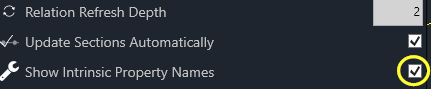 Relation Refresh Depth 2
Update Sections Automatically
Show Intrinsic Property Names